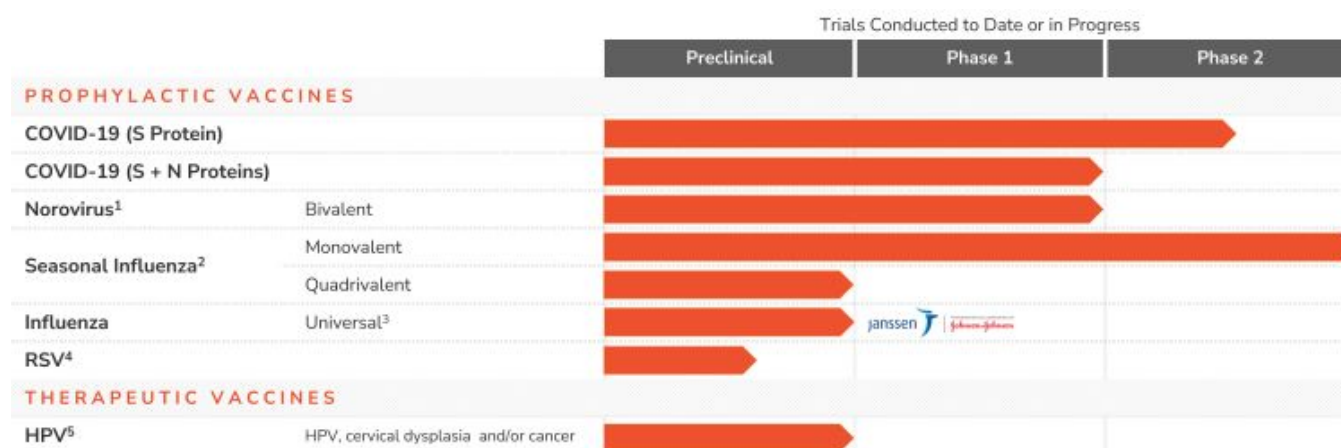 Trials Conducted to Date or in Progress
Preclinical Phase 1 Phase 2
PROPHYLACTIC VACCINES
COVID-19 (S Protein)
COVID-19 (S + N Proteins)
Norovirus¹ Bivalent
Seasonal Influenza² Monovalent
Quadrivalent
Influenza Universal³ janssen Johnson & Johnson
RSV⁴
THERAPEUTIC VACCINES
HPV⁵ HPV, cervical dysplasia and/or cancer